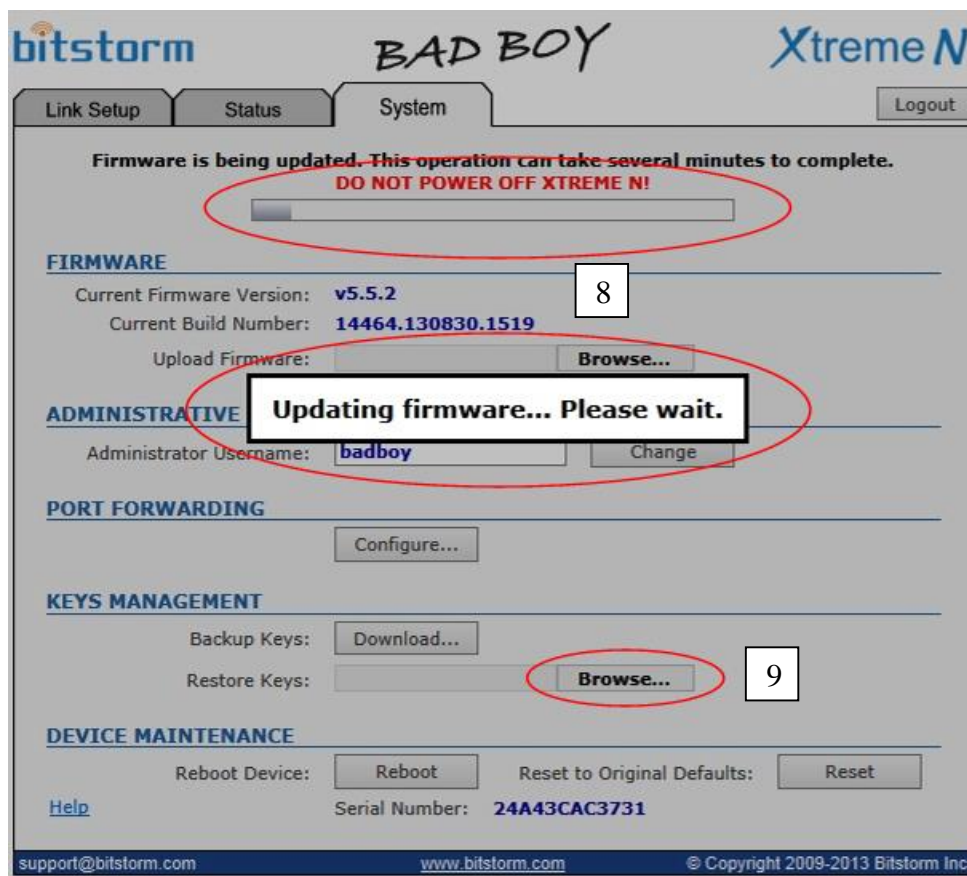 bitstorm BAD BOY Xtreme N
Link Setup Status System Logout
Firmware is being updated. This operation can take several minutes to complete.
DO NOT POWER OFF XTREME N!
FIRMWARE
8
Current Firmware Version: v5.5.2
Current Build Number: 14464.130830.1519
Upload Firmware: Browse...
Updating firmware... Please wait.
ADMINISTRATIVE
Administrator Username: badboy Change
PORT FORWARDING
Configure...
KEYS MANAGEMENT
Backup Keys: Download...
Restore Keys: Browse... 9
DEVICE MAINTENANCE
Reboot Device: Reboot Reset to Original Defaults: Reset
Help Serial Number: 24A43CAC3731
support@bitstorm.com www.bitstorm.com © Copyright 2009-2013 Bitstorm Inc